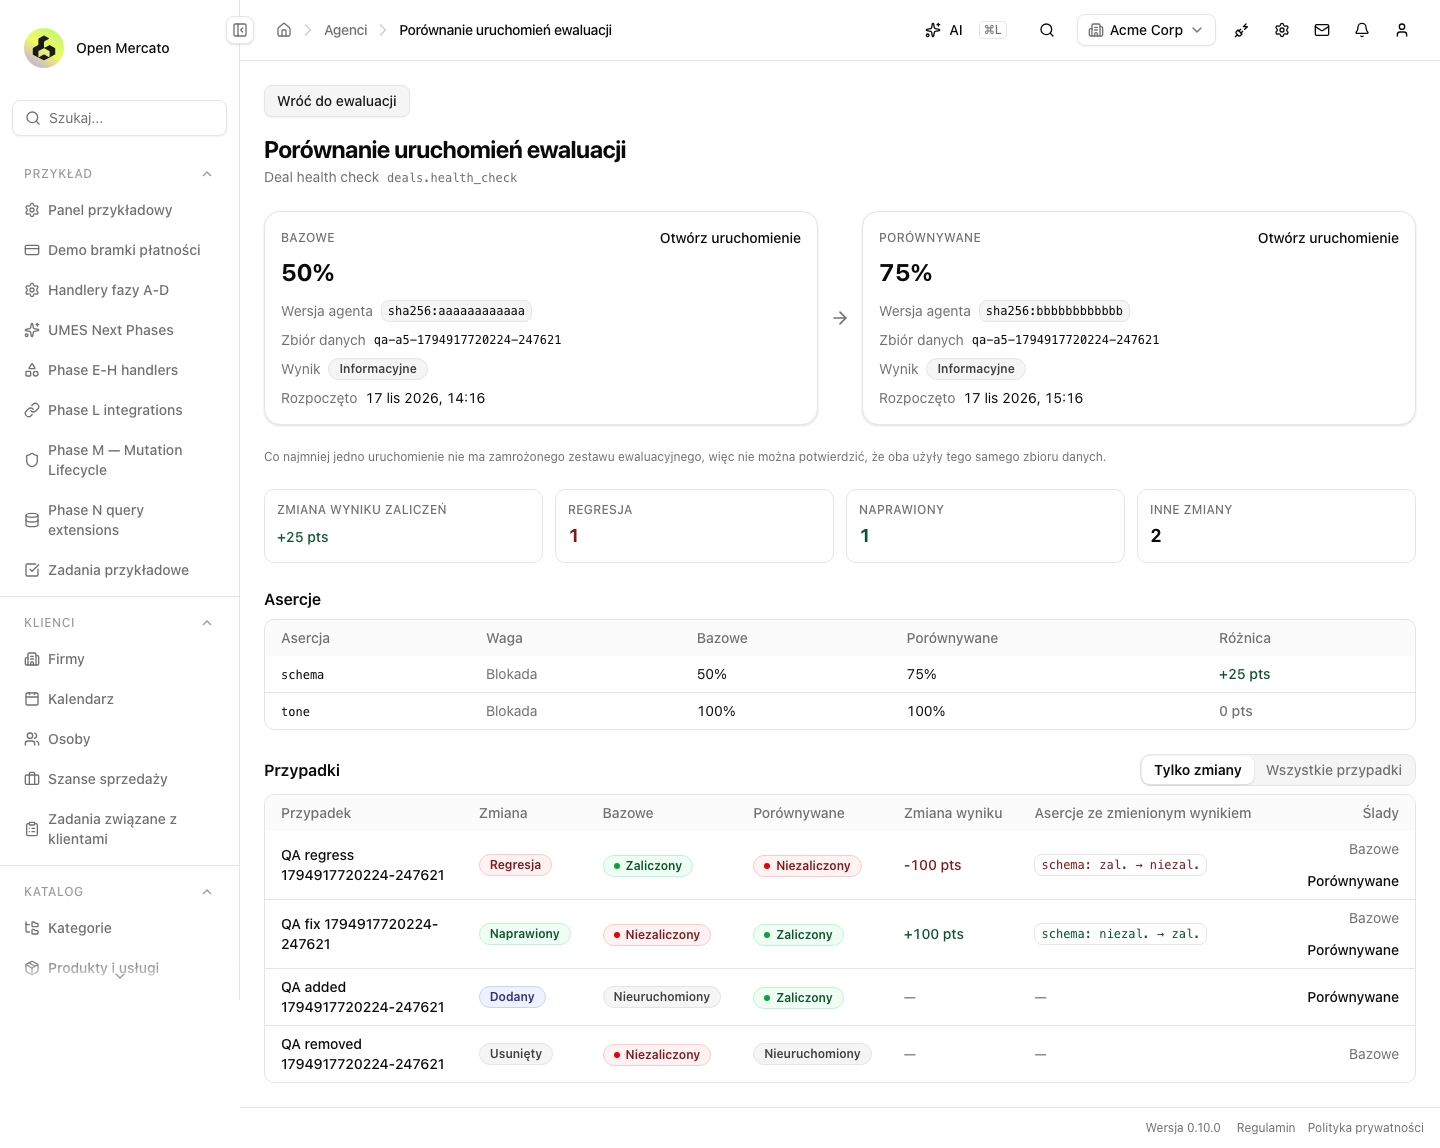 Open Mercato
Szukaj...
PRZYKŁAD
Panel przykładowy
Demo bramki płatności
Handlery fazy A-D
UMES Next Phases
Phase E-H handlers
Phase L integrations
Phase M — Mutation
Lifecycle
Phase N query
extensions
Zadania przykładowe
KLIENCI
Firmy
Kalendarz
Osoby
Szanse sprzedaży
Zadania związane z
klientami
KATALOG
Kategorie
Produkty i usługi
Agenci
Porównanie uruchomień ewaluacji
AI
⌘L
Acme Corp
Wróć do ewaluacji
Porównanie uruchomień ewaluacji
Deal health check deals.health_check
BAZOWE
Otwórz uruchomienie
50%
Wersja agenta sha256:aaaaaaaaaaaa
Zbiór danych qa-a5-1794917720224-247621
Wynik Informacyjne
Rozpoczęto 17 lis 2026, 14:16
PORÓWNYWANE
Otwórz uruchomienie
75%
Wersja agenta sha256:bbbbbbbbbbbb
Zbiór danych qa-a5-1794917720224-247621
Wynik Informacyjne
Rozpoczęto 17 lis 2026, 15:16
Co najmniej jedno uruchomienie nie ma zamrożonego zestawu ewaluacyjnego, więc nie można potwierdzić, że oba użyły tego samego zbioru danych.
ZMIANA WYNIKU ZALICZEŃ
+25 pts
REGRESJA
1
NAPRAWIONY
1
INNE ZMIANY
2
Asercje
Asercja Waga Bazowe Porównywane Różnica
schema Blokada 50% 75% +25 pts
tone Blokada 100% 100% 0 pts
Przypadki
Tylko zmiany Wszystkie przypadki
Przypadek Zmiana Bazowe Porównywane Zmiana wyniku Asercje ze zmienionym wynikiem Ślady
QA regress
1794917720224-247621
Regresja Zaliczony Niezaliczony -100 pts schema: zal. → niezal.
Bazowe
Porównywane
QA fix 1794917720224-
247621
Naprawiony Niezaliczony Zaliczony +100 pts schema: niezal. → zal.
Bazowe
Porównywane
QA added
1794917720224-247621
Dodany Nieuruchomiony Zaliczony — — Porównywane
QA removed
1794917720224-247621
Usunięty Niezaliczony Nieuruchomiony — — Bazowe
Wersja 0.10.0 Regulamin Polityka prywatności